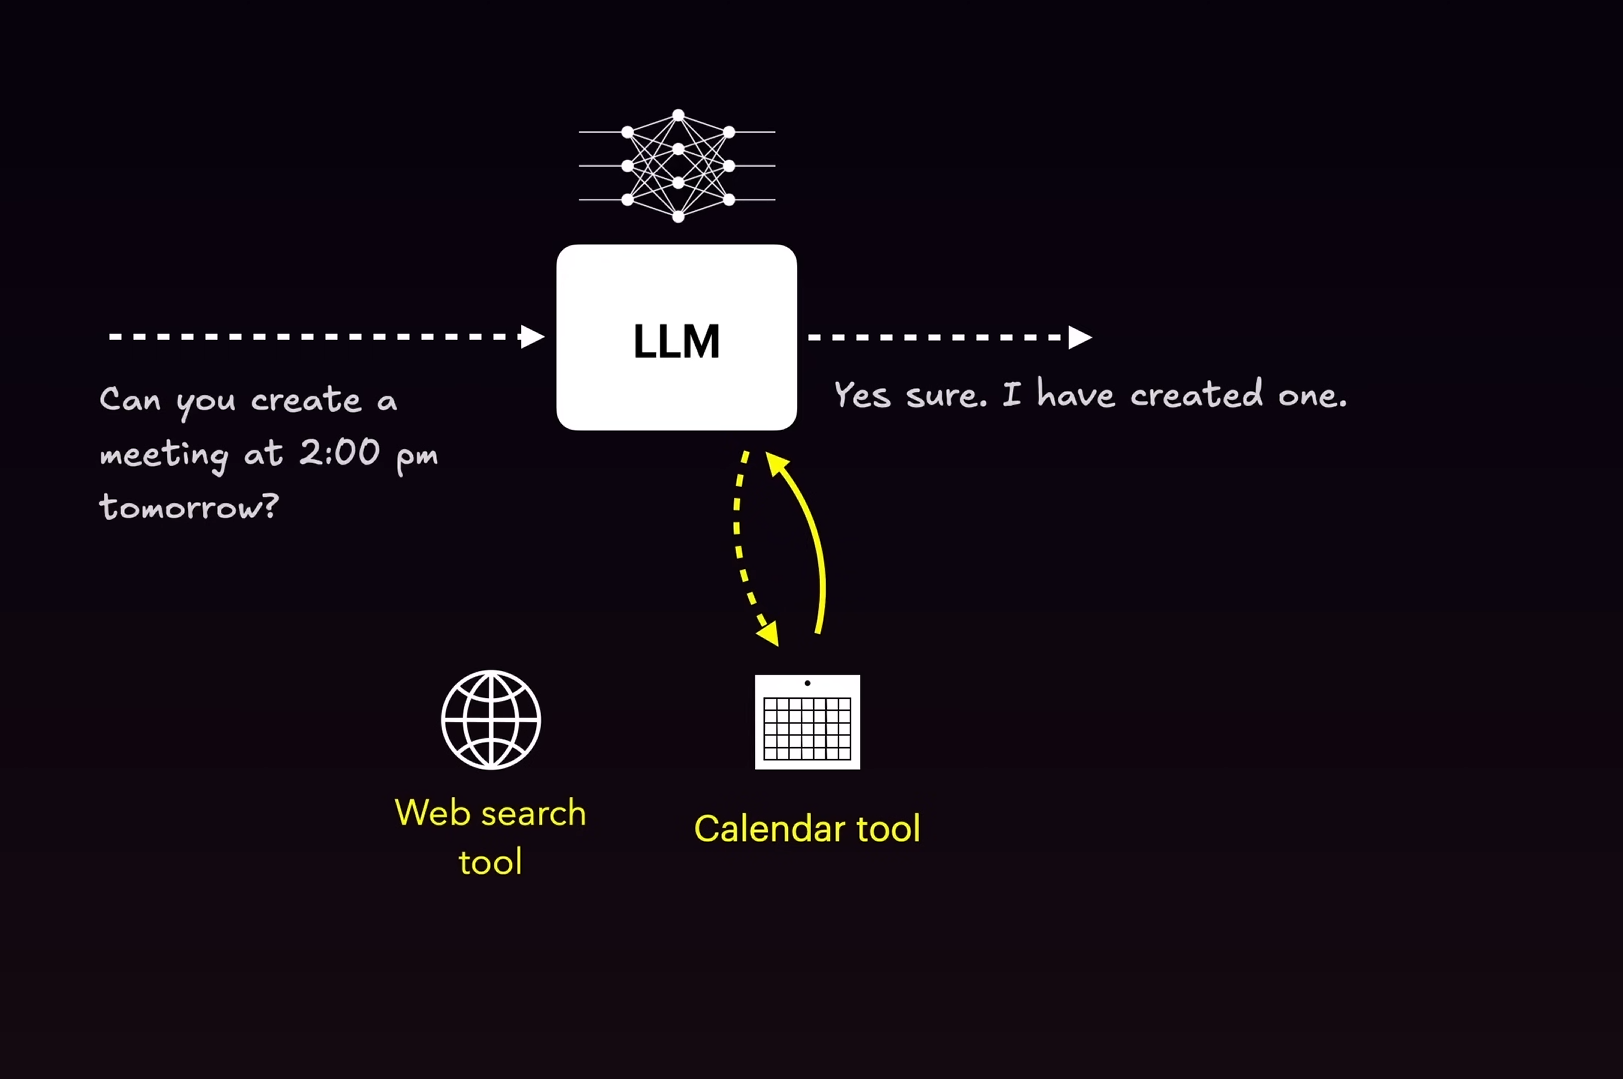 LLM
Can you create a
meeting at 2:00 pm
tomorrow?
Yes sure. I have created one.
Web search
tool
Calendar tool